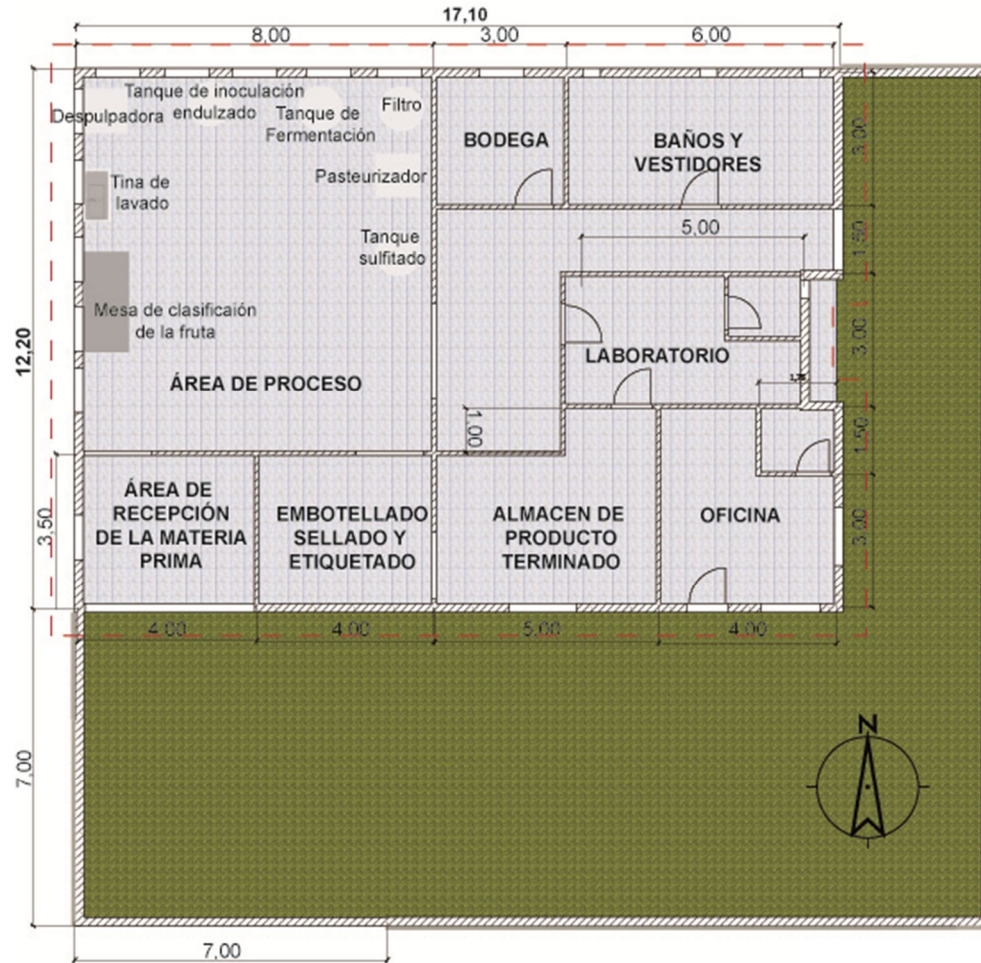 17,10
8,00
3,00
6,00
Tanque de inoculación
endulzado
Despulpadora
Tanque de
Fermentación
Filtro
BODEGA
BAÑOS Y
VESTIDORES
3,00
Tina de
lavado
Pasteurizador
Tanque
sulfitado
5,00
1,50
12,20
Mesa de clasificaión
de la fruta
LABORATORIO
3,00
1,75
ÁREA DE PROCESO
1,00
1,50
3,50
ÁREA DE
RECEPCIÓN
DE LA MATERIA
PRIMA
EMBOTELLADO
SELLADO Y
ETIQUETADO
ALMACEN DE
PRODUCTO
TERMINADO
OFICINA
3,00
4.00
4.00
5.00
4.00
N
7,00
7,00